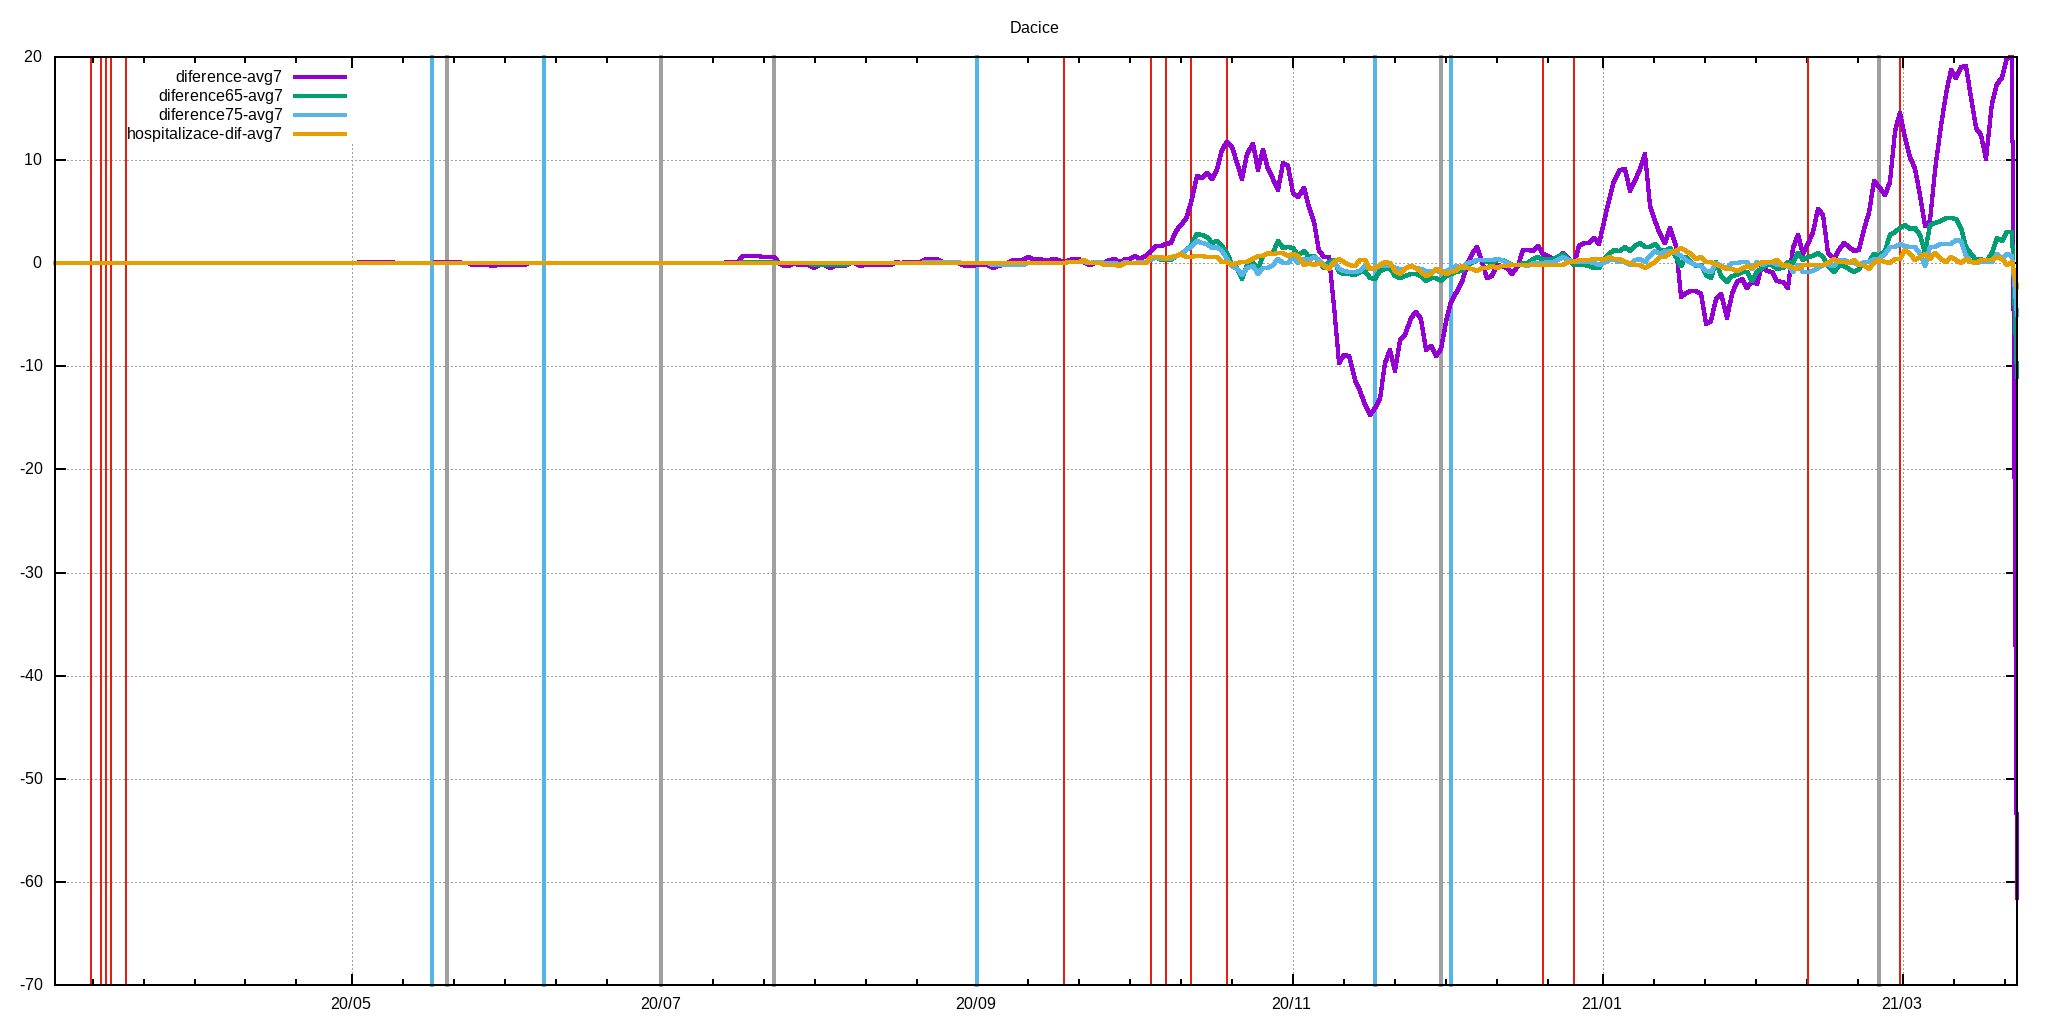 Dacice
diference-avg7
diference65-avg7
diference75-avg7
hospitalizace-dif-avg7
20
10
0
-10
-20
-30
-40
-50
-60
-70
20/05 20/07 20/09 20/11 21/01 21/03